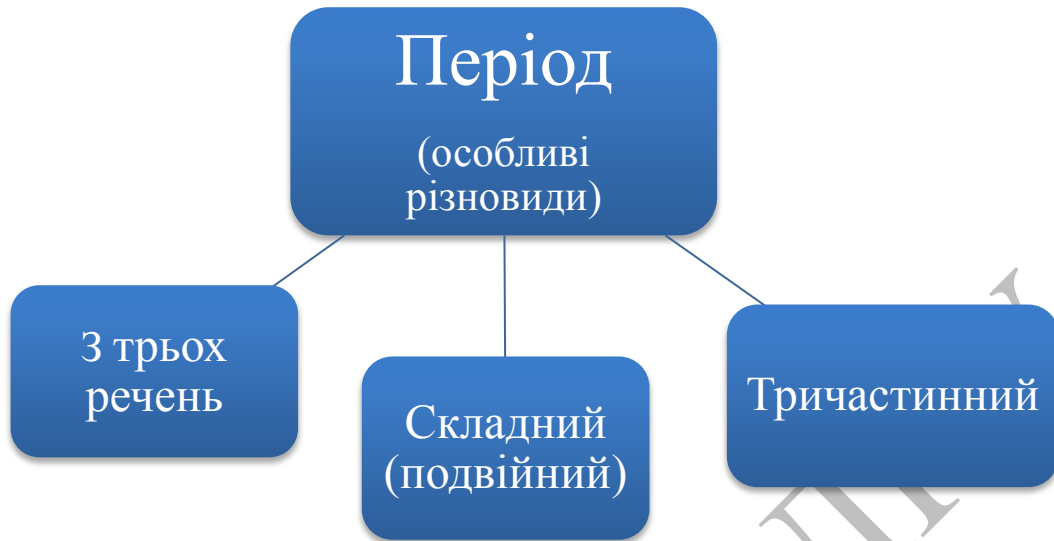 Період
(особливі
різновиди)
З трьох
речень
Складний
(подвійний)
Тричастинний